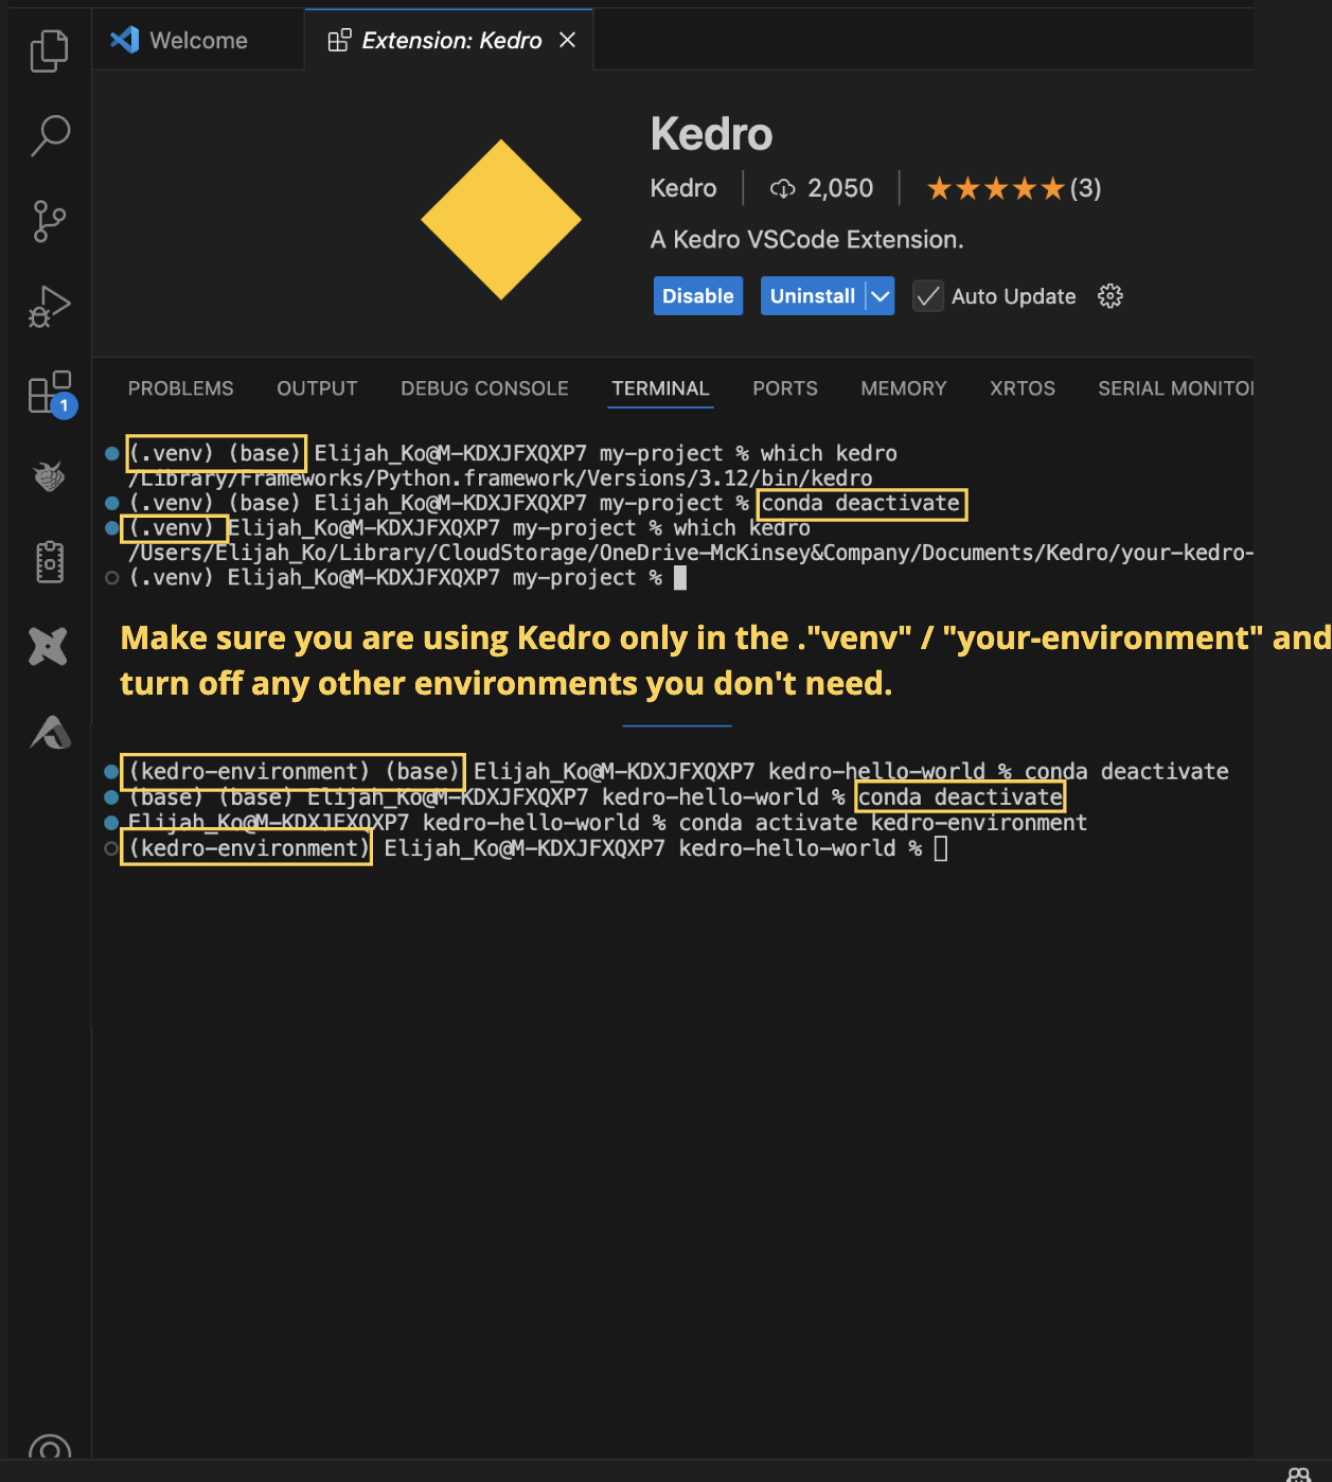 Welcome
Extension: Kedro
Kedro
Kedro 2,050 (3)
A Kedro VSCode Extension.
Disable Uninstall Auto Update
PROBLEMS OUTPUT DEBUG CONSOLE TERMINAL PORTS MEMORY XRTOS SERIAL MONITOR
1
(.venv) (base) Elijah_Ko@M-KDXJFXQXP7 my-project % which kedro
/Library/Frameworks/Python.framework/Versions/3.12/bin/kedro
(.venv) (base) Elijah_Ko@M-KDXJFXQXP7 my-project % conda deactivate
(.venv) Elijah_Ko@M-KDXJFXQXP7 my-project % which kedro
/Users/Elijah_Ko/Library/CloudStorage/OneDrive-McKinsey&Company/Documents/Kedro/your-kedro-
(.venv) Elijah_Ko@M-KDXJFXQXP7 my-project %
Make sure you are using Kedro only in the ."venv" / "your-environment" and
turn off any other environments you don't need.
(kedro-environment) (base) Elijah_Ko@M-KDXJFXQXP7 kedro-hello-world % conda deactivate
(base) (base) Elijah_Ko@M-KDXJFXQXP7 kedro-hello-world % conda deactivate
Elijah_Ko@M-KDXJFXQXP7 kedro-hello-world % conda activate kedro-environment
(kedro-environment) Elijah_Ko@M-KDXJFXQXP7 kedro-hello-world %